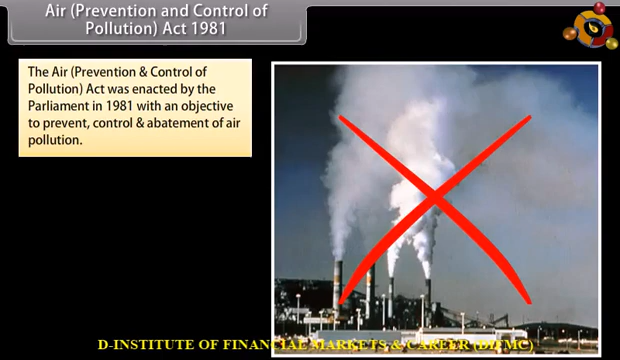 Air (Prevention and Control of
Pollution) Act 1981
The Air (Prevention & Control of
Pollution) Act was enacted by the
Parliament in 1981 with an objective
to prevent, control & abatement of air
pollution.
D-INSTITUTE OF FINANCIAL MARKETS & CAREER (DIFMC)